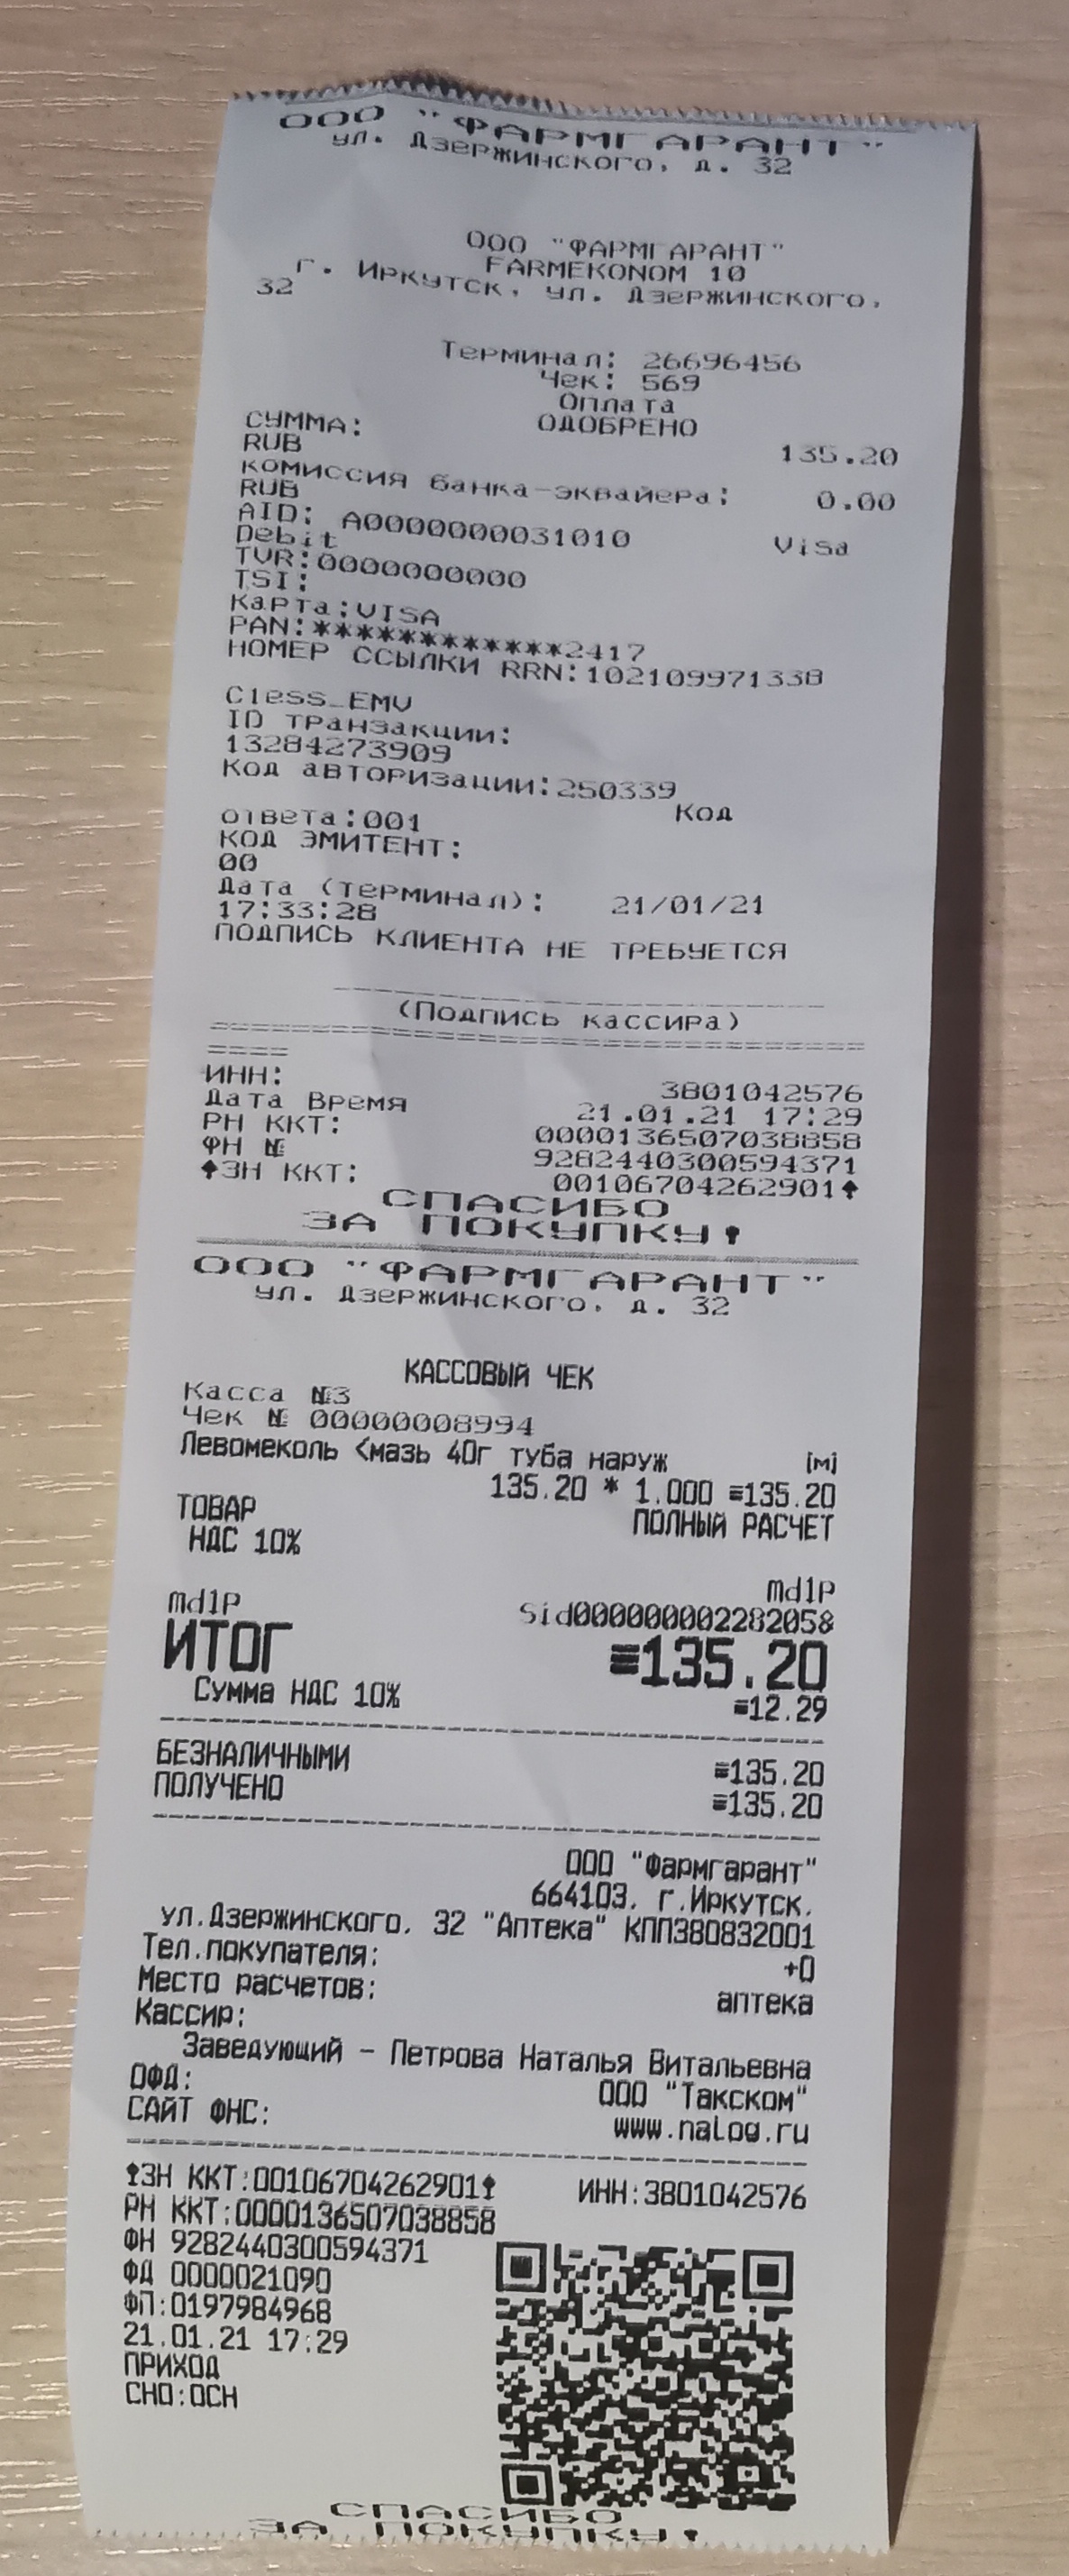 ООО "ФАРМГАРАНТ"
ул. Дзержинского, д. 32
ООО "ФАРМГАРАНТ"
FARMEKONOM 10
г. Иркутск, ул. Дзержинского,
32
Терминал: 26696456
Чек: 569
Оплата
ОДОБРЕНО
СУММА: 135.20
RUB
комиссия банка-эквайера: 0.00
RUB
AID: A0000000031010 Visa
Debit
TVR:0000000000
TSI:
Карта:VISA
PAN:************2417
НОМЕР ССЫЛКИ RRN:102109971338
Cless_EMV
ID транзакции:
13284273909
Код авторизации:250339
Код
ответа:001
КОД ЭМИТЕНТ:
00
Дата (терминал): 21/01/21
17:33:28
ПОДПИСЬ КЛИЕНТА НЕ ТРЕБУЕТСЯ
(Подпись кассира)
====================================
====
ИНН: 3801042576
Дата Время 21.01.21 17:29
РН ККТ: 0000136507038858
ФН № 9282440300594371
ЗН ККТ: 00106704262901
СПАСИБО
ЗА ПОКУПКУ!
ООО "ФАРМГАРАНТ"
ул. Дзержинского, д. 32
КАССОВЫЙ ЧЕК
Касса №3
Чек № 00000008994
Левомеколь <мазь 40г туба наруж [м]
135.20 * 1.000 ≡135.20
ТОВАР ПОЛНЫЙ РАСЧЕТ
НДС 10%
md1P
md1P Sid000000002282058
ИТОГ ≡135.20
Сумма НДС 10% ≡12.29
БЕЗНАЛИЧНЫМИ ≡135.20
ПОЛУЧЕНО ≡135.20
ООО "Фармгарант"
664103, г.Иркутск,
ул.Дзержинского, 32 "Аптека" КПП380832001
Тел.покупателя: +0
Место расчетов: аптека
Кассир:
Заведующий - Петрова Наталья Витальевна
ОФД: ООО "Такском"
САЙТ ФНС: www.nalog.ru
ЗН ККТ:00106704262901 ИНН:3801042576
РН ККТ:0000136507038858
ФН 9282440300594371
ФД 0000021090
ФП:0197984968
21.01.21 17:29
ПРИХОД
СНО:ОСН
СПАСИБО
ЗА ПОКУПКУ!